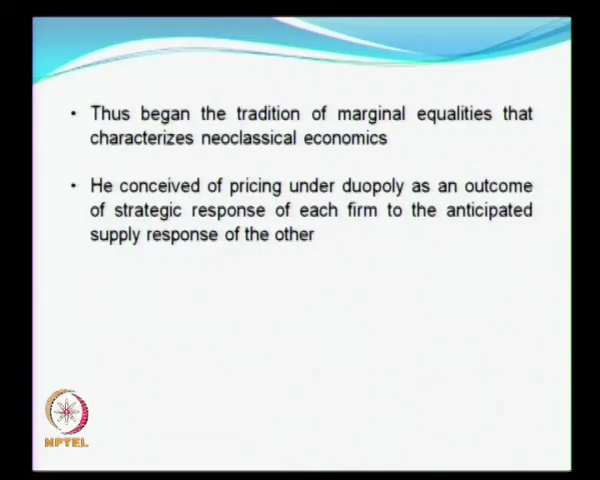 • Thus began the tradition of marginal equalities that
characterizes neoclassical economics
• He conceived of pricing under duopoly as an outcome
of strategic response of each firm to the anticipated
supply response of the other
NPTEL